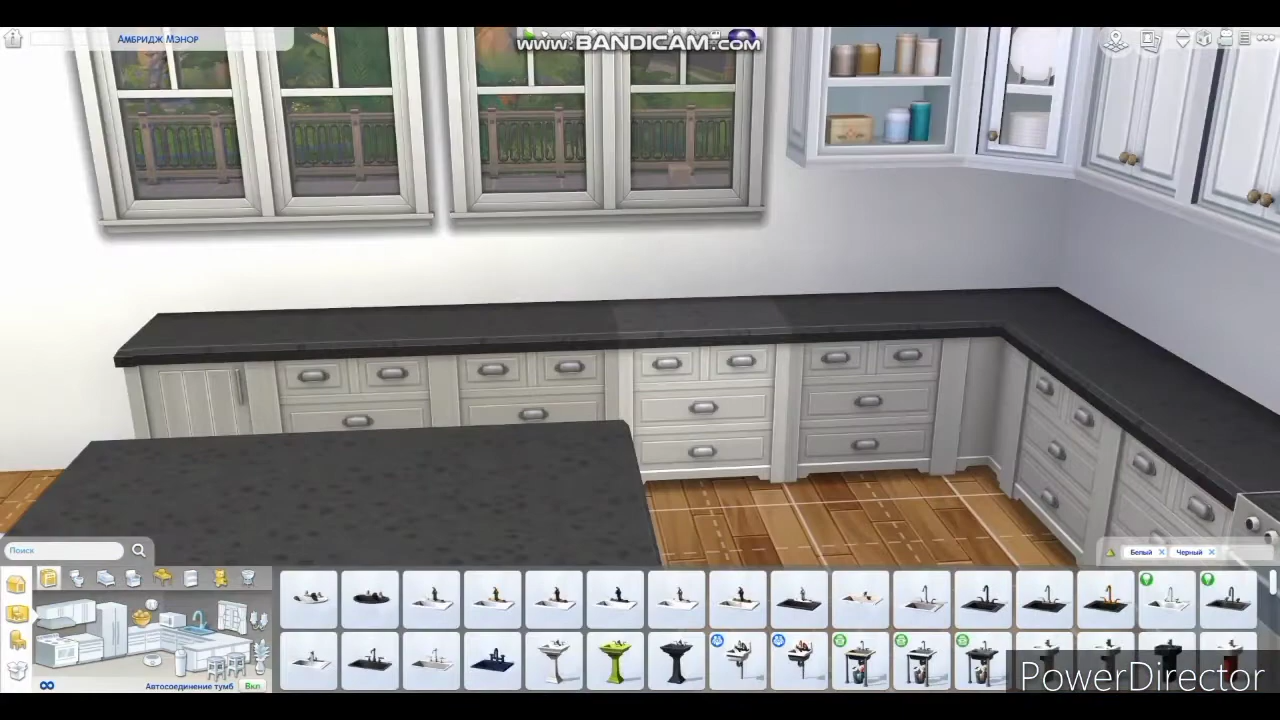 Амбридж Мэнор
www.BANDICAM.com
Поиск
Белый
Черный
Автосоединение тумб
Вкл
PowerDirector